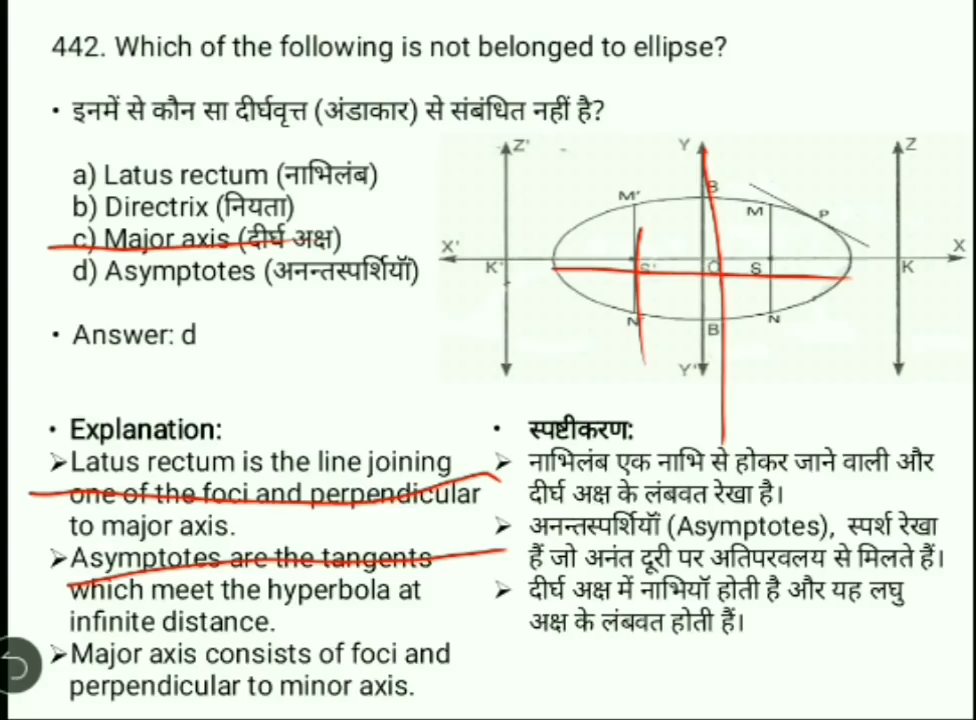 442. Which of the following is not belonged to ellipse?
• इनमें से कौन सा दीर्घवृत्त (अंडाकार) से संबंधित नहीं है?
a) Latus rectum (नाभिलंब)
b) Directrix (नियता)
c) Major axis (दीर्घ अक्ष)
d) Asymptotes (अनन्तस्पर्शियाँ)
• Answer: d
Z' Y Z
M' B M P
X' K' S' C S K X
N' B N
Y'
• Explanation:
➢Latus rectum is the line joining
one of the foci and perpendicular
to major axis.
➢Asymptotes are the tangents
which meet the hyperbola at
infinite distance.
➢Major axis consists of foci and
perpendicular to minor axis.
• स्पष्टीकरण:
➢ नाभिलंब एक नाभि से होकर जाने वाली और
दीर्घ अक्ष के लंबवत रेखा है।
➢ अनन्तस्पर्शियाँ (Asymptotes), स्पर्श रेखा
हैं जो अनंत दूरी पर अतिपरवलय से मिलते हैं।
➢ दीर्घ अक्ष में नाभियाँ होती है और यह लघु
अक्ष के लंबवत होती हैं।